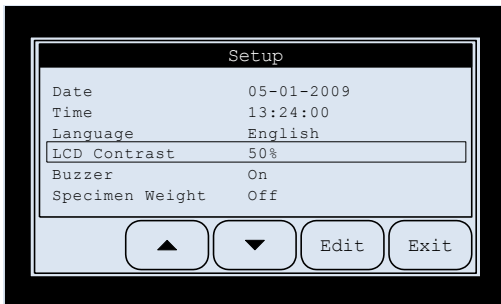 Setup
Date 05-01-2009
Time 13:24:00
Language English
LCD Contrast 50%
Buzzer On
Specimen Weight Off
Edit Exit